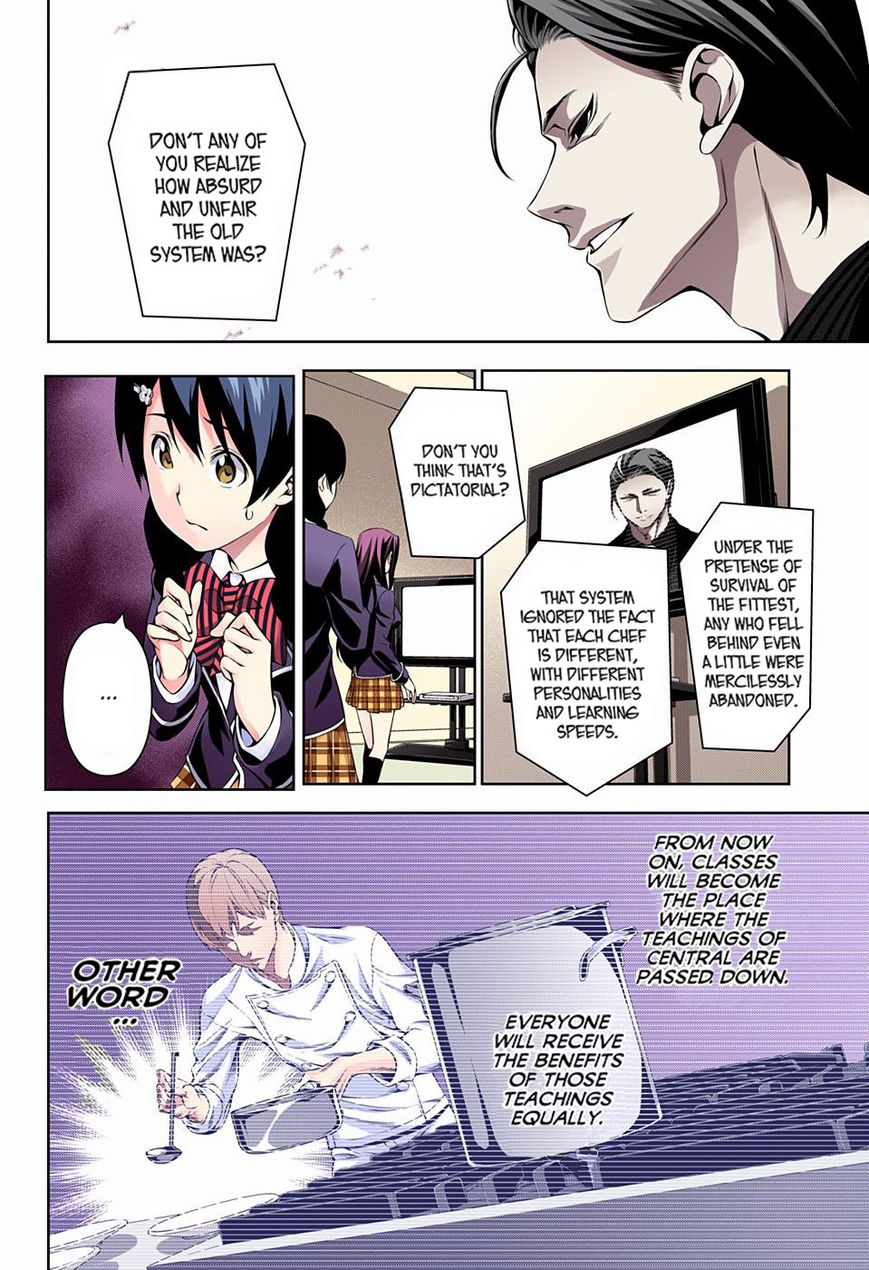 DON'T ANY OF
YOU REALIZE
HOW ABSURD
AND UNFAIR
THE OLD
SYSTEM WAS?
UNDER THE
PRETENSE OF
SURVIVAL OF
THE FITTEST,
ANY WHO FELL
BEHIND EVEN
A LITTLE WERE
MERCILESSLY
ABANDONED.
THAT SYSTEM
IGNORED THE FACT
THAT EACH CHEF
IS DIFFERENT,
WITH DIFFERENT
PERSONALITIES
AND LEARNING
SPEEDS.
DON'T YOU
THINK THAT'S
DICTATORIAL?
...
FROM NOW
ON, CLASSES
WILL BECOME
THE PLACE
WHERE THE
TEACHINGS OF
CENTRAL ARE
PASSED DOWN.
EVERYONE
WILL RECEIVE
THE BENEFITS
OF THOSE
TEACHINGS
EQUALLY.
OTHER
WORD
...